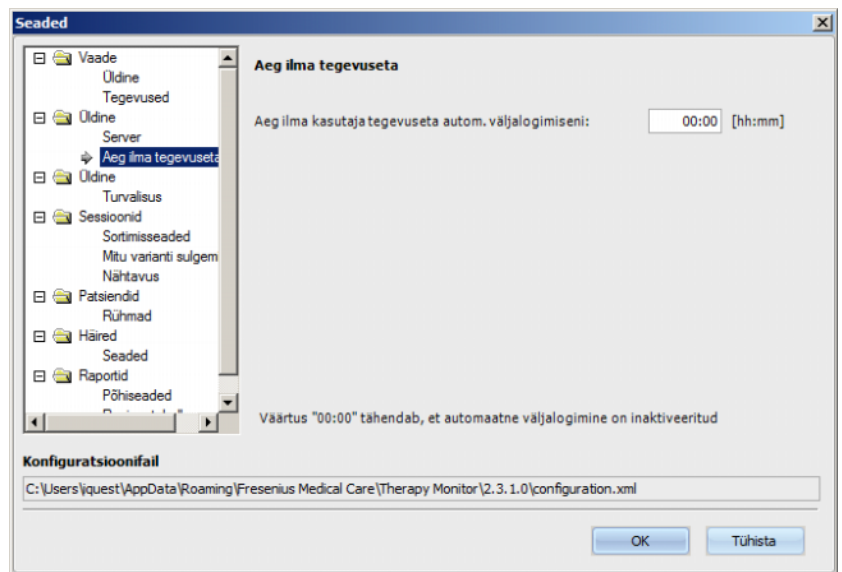 Seaded
Vaade
Üldine
Tegevused
Üldine
Server
Aeg ilma tegevuseta
Üldine
Turvalisus
Sessioonid
Sortimisseaded
Mitu varianti sulgem
Nähtavus
Patsiendid
Rühmad
Häired
Seaded
Raportid
Põhiseaded
Aeg ilma tegevuseta
Aeg ilma kasutaja tegevuseta autom. väljalogimiseni: 00:00 [hh:mm]
Väärtus "00:00" tähendab, et automaatne väljalogimine on inaktiveeritud
Konfiguratsioonifail
C:\Users\iquest\AppData\Roaming\Fresenius Medical Care\Therapy Monitor\2.3.1.0\configuration.xml
OK Tühista